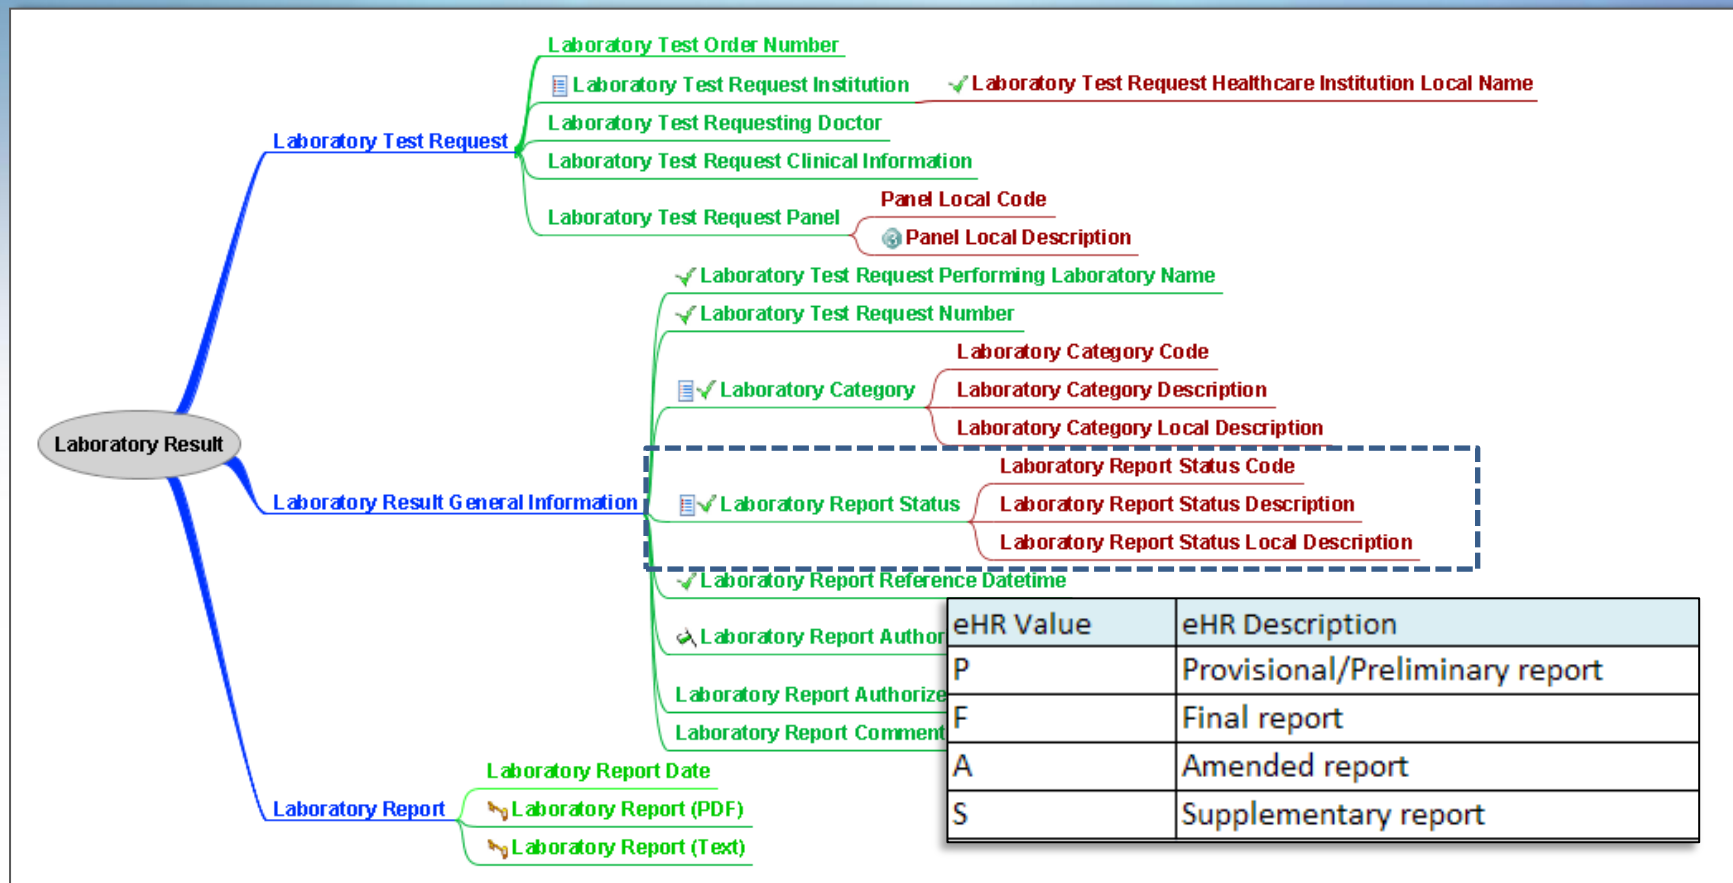 Laboratory Test Order Number
Laboratory Test Request Institution
Laboratory Test Request Healthcare Institution Local Name
Laboratory Test Request
Laboratory Test Requesting Doctor
Laboratory Test Request Clinical Information
Laboratory Test Request Panel
Panel Local Code
Panel Local Description
Laboratory Test Request Performing Laboratory Name
Laboratory Test Request Number
Laboratory Category
Laboratory Category Code
Laboratory Category Description
Laboratory Category Local Description
Laboratory Result
Laboratory Result General Information
Laboratory Report Status
Laboratory Report Status Code
Laboratory Report Status Description
Laboratory Report Status Local Description
Laboratory Report Reference Datetime
Laboratory Report Author
Laboratory Report Authorize
Laboratory Report Comment
Laboratory Report
Laboratory Report Date
Laboratory Report (PDF)
Laboratory Report (Text)
eHR Value eHR Description
P Provisional/Preliminary report
F Final report
A Amended report
S Supplementary report